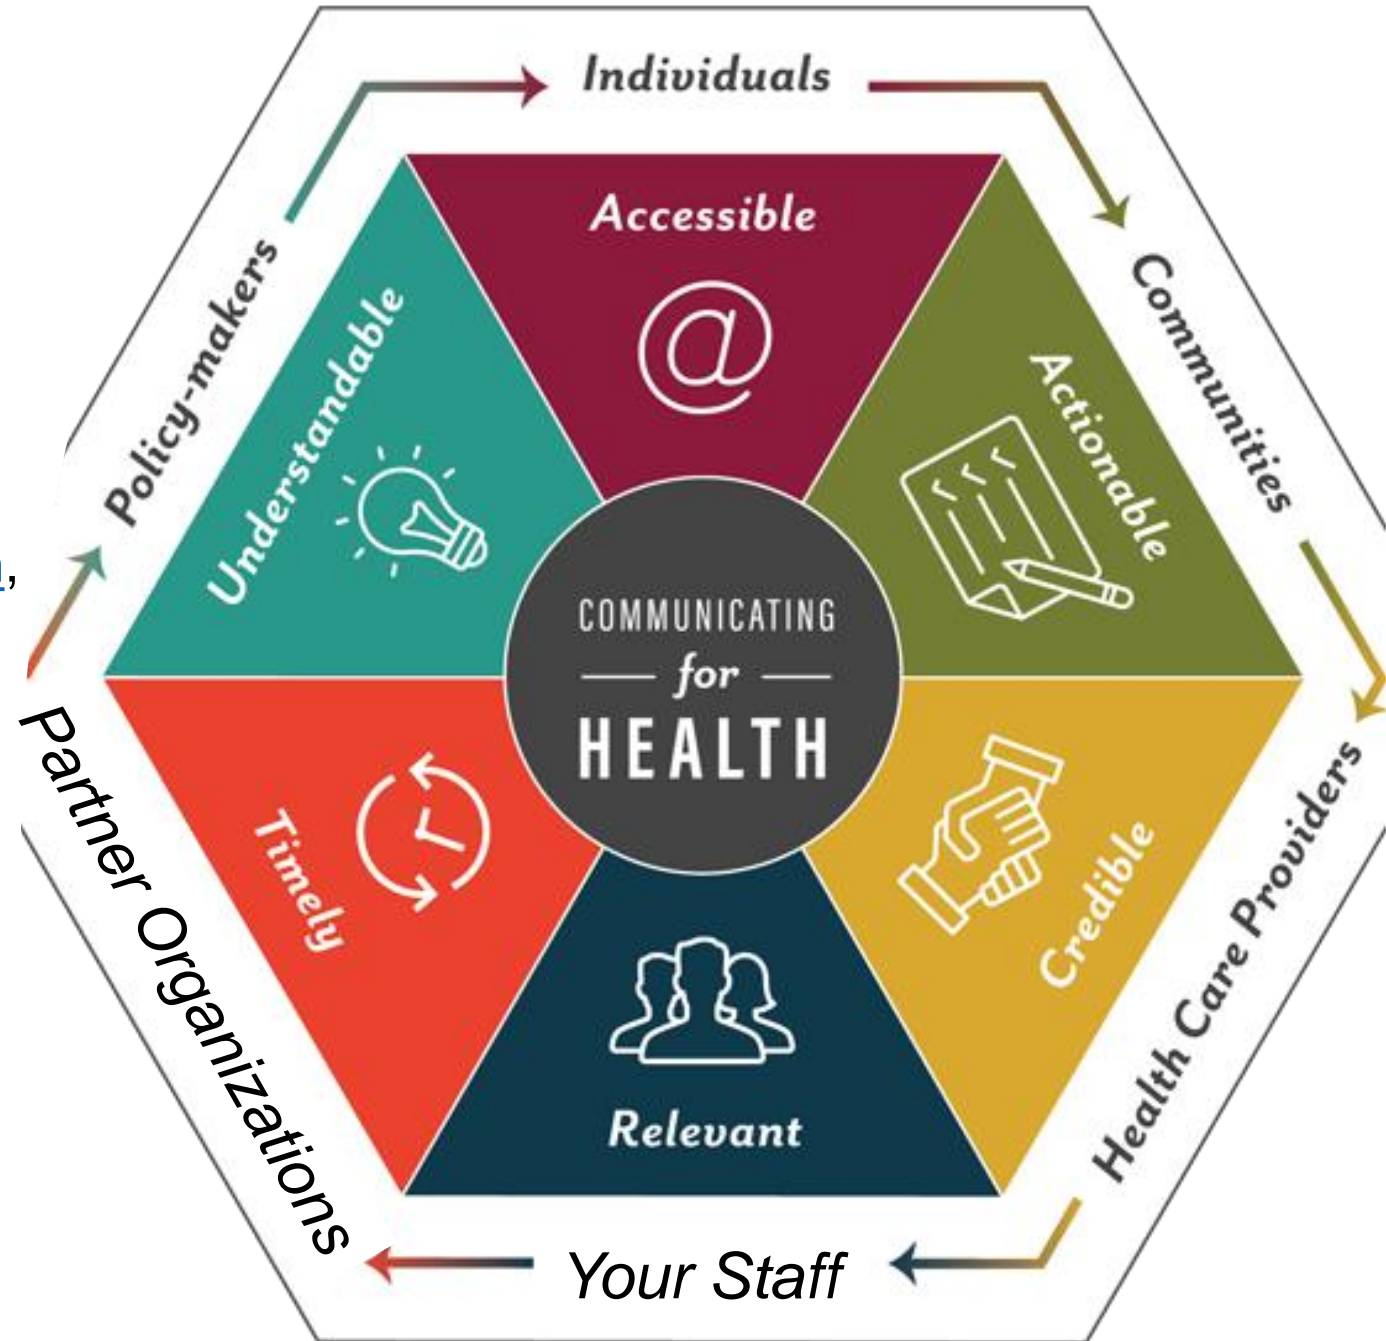 Individuals
Communities
Health Care Providers
Your Staff
Partner Organizations
Policy-makers
Accessible
@
Actionable
Credible
Relevant
Timely
Understandable
COMMUNICATING
for
HEALTH
,